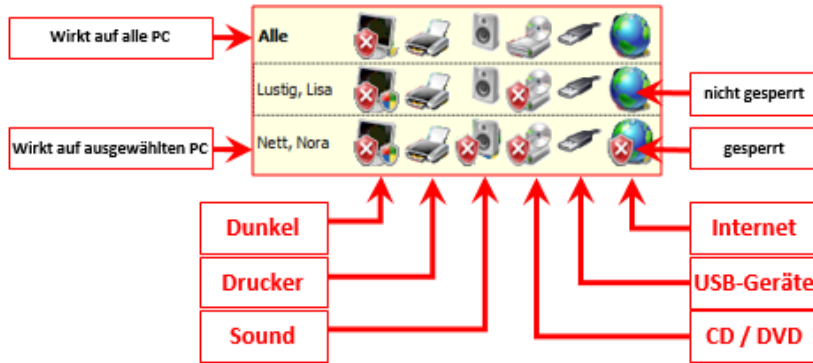 Wirkt auf alle PC
Alle
Lustig, Lisa
nicht gesperrt
Wirkt auf ausgewählten PC
Nett, Nora
gesperrt
Dunkel
Internet
Drucker
USB-Geräte
Sound
CD / DVD